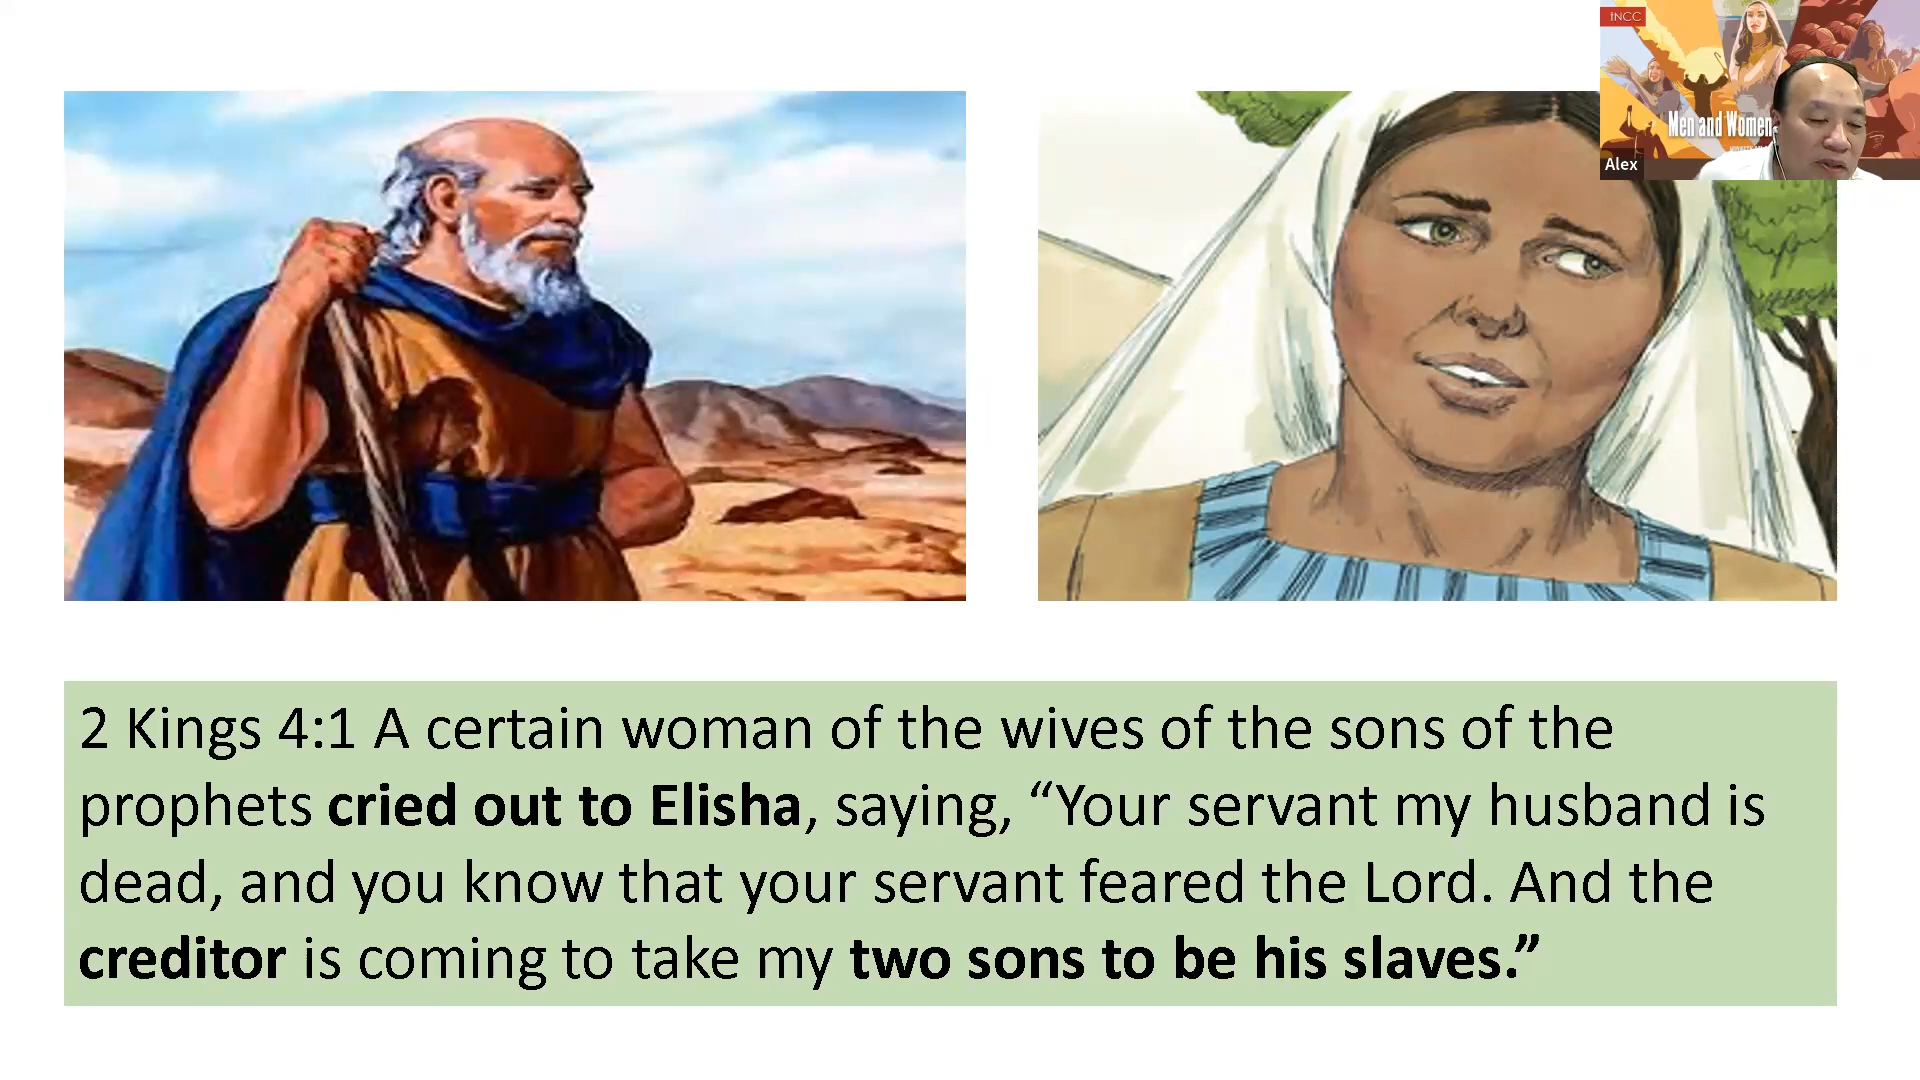 iNCC
Men and Women
Alex
2 Kings 4:1 A certain woman of the wives of the sons of the
prophets cried out to Elisha, saying, “Your servant my husband is
dead, and you know that your servant feared the Lord. And the
creditor is coming to take my two sons to be his slaves.”